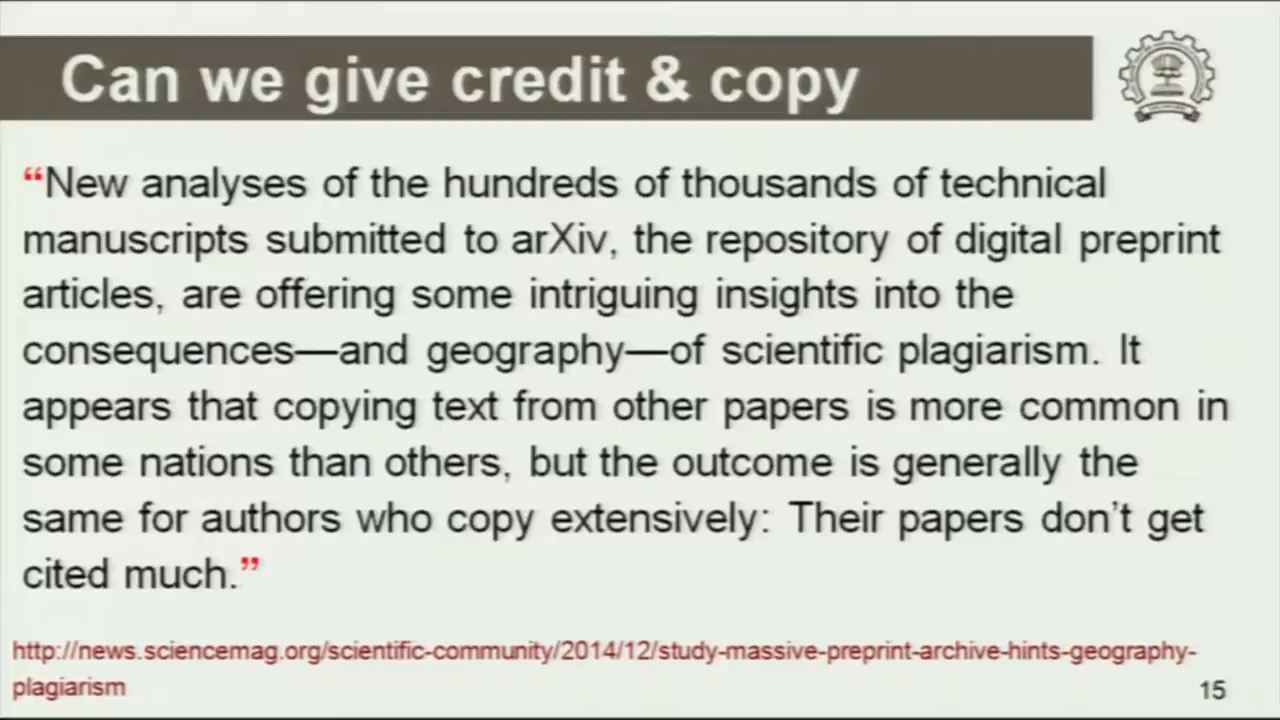 Can we give credit & copy
“New analyses of the hundreds of thousands of technical
manuscripts submitted to arXiv, the repository of digital preprint
articles, are offering some intriguing insights into the
consequences—and geography—of scientific plagiarism. It
appears that copying text from other papers is more common in
some nations than others, but the outcome is generally the
same for authors who copy extensively: Their papers don’t get
cited much.”
http://news.sciencemag.org/scientific-community/2014/12/study-massive-preprint-archive-hints-geography-
plagiarism
15